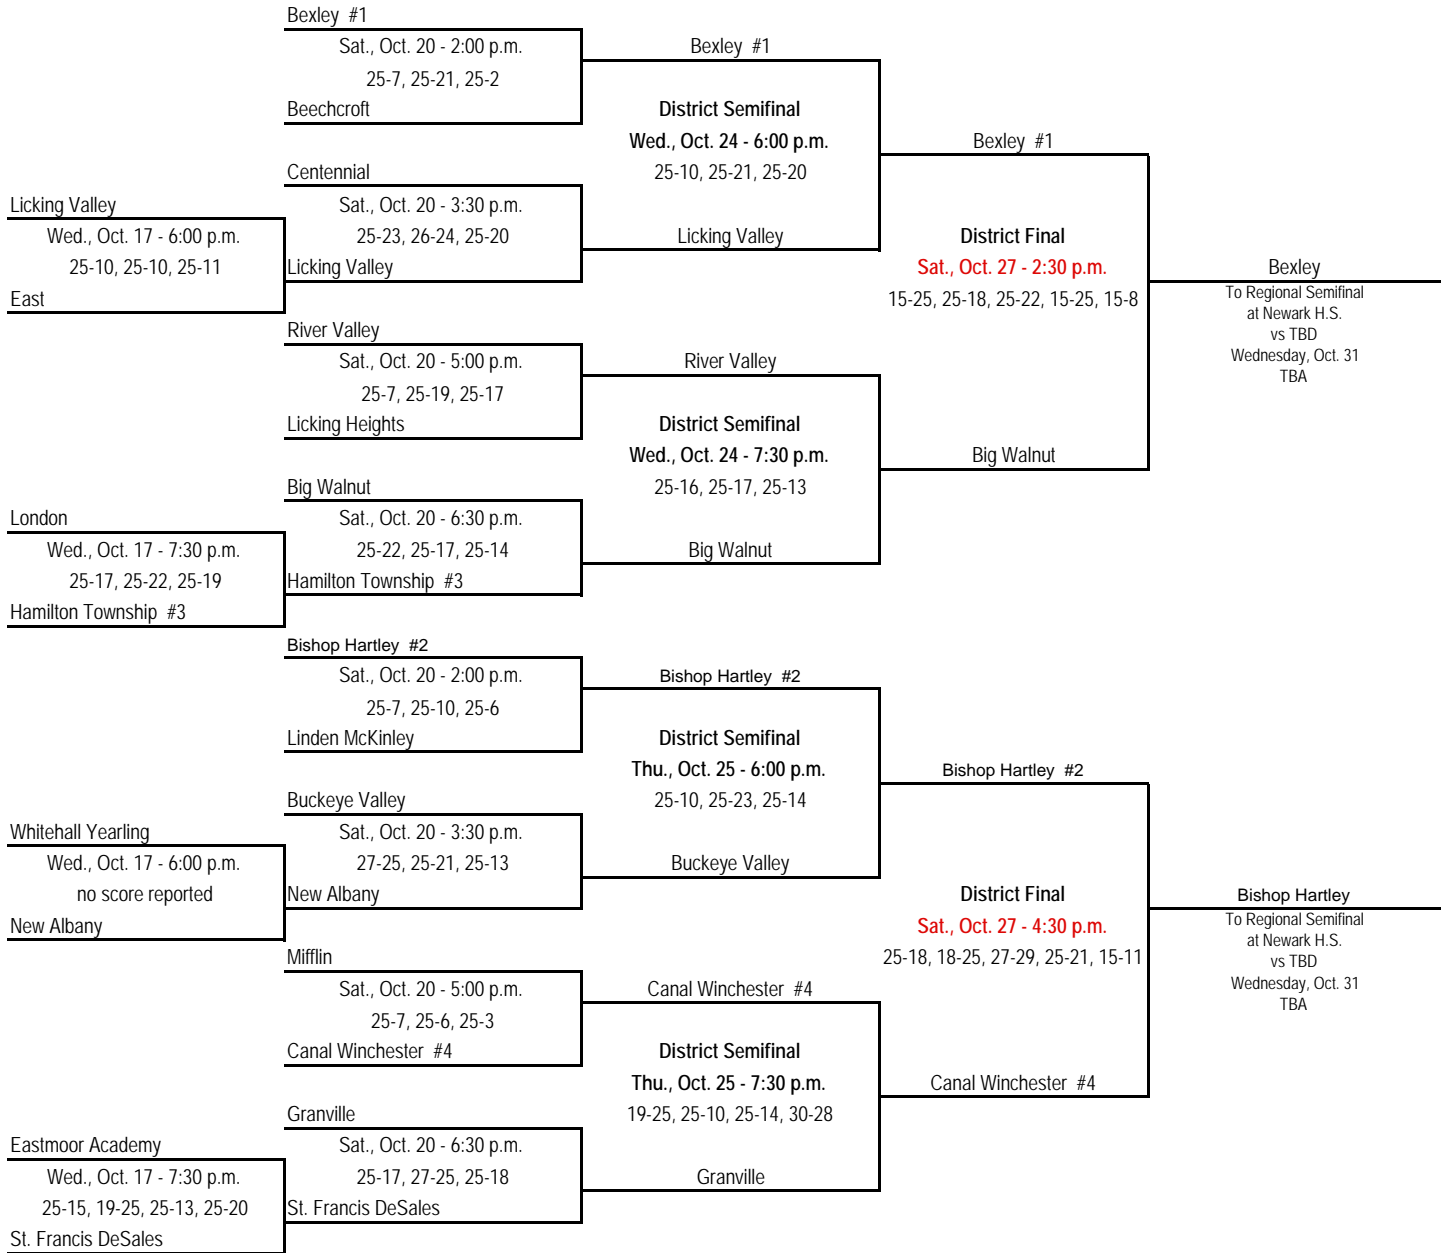 Bexley #1
Sat., Oct. 20 - 2:00 p.m.
25-7, 25-21, 25-2
Beechcroft
Centennial
Sat., Oct. 20 - 3:30 p.m.
25-23, 26-24, 25-20
Licking Valley
Licking Valley
Wed., Oct. 17 - 6:00 p.m.
25-10, 25-10, 25-11
East
River Valley
Sat., Oct. 20 - 5:00 p.m.
25-7, 25-19, 25-17
Licking Heights
Big Walnut
Sat., Oct. 20 - 6:30 p.m.
25-22, 25-17, 25-14
Hamilton Township #3
London
Wed., Oct. 17 - 7:30 p.m.
25-17, 25-22, 25-19
Hamilton Township #3
Bexley #1
District Semifinal
Wed., Oct. 24 - 6:00 p.m.
25-10, 25-21, 25-20
Licking Valley
River Valley
District Semifinal
Wed., Oct. 24 - 7:30 p.m.
25-16, 25-17, 25-13
Big Walnut
Bexley #1
District Final
Sat., Oct. 27 - 2:30 p.m.
15-25, 25-18, 25-22, 15-25, 15-8
Big Walnut
Bexley
To Regional Semifinal
at Newark H.S.
vs TBD
Wednesday, Oct. 31
TBA
Bishop Hartley #2
Sat., Oct. 20 - 2:00 p.m.
25-7, 25-10, 25-6
Linden McKinley
Buckeye Valley
Sat., Oct. 20 - 3:30 p.m.
27-25, 25-21, 25-13
New Albany
Whitehall Yearling
Wed., Oct. 17 - 6:00 p.m.
no score reported
New Albany
Mifflin
Sat., Oct. 20 - 5:00 p.m.
25-7, 25-6, 25-3
Canal Winchester #4
Granville
Sat., Oct. 20 - 6:30 p.m.
25-17, 27-25, 25-18
St. Francis DeSales
Eastmoor Academy
Wed., Oct. 17 - 7:30 p.m.
25-15, 19-25, 25-13, 25-20
St. Francis DeSales
Bishop Hartley #2
District Semifinal
Thu., Oct. 25 - 6:00 p.m.
25-10, 25-23, 25-14
Buckeye Valley
Canal Winchester #4
District Semifinal
Thu., Oct. 25 - 7:30 p.m.
19-25, 25-10, 25-14, 30-28
Granville
Bishop Hartley #2
District Final
Sat., Oct. 27 - 4:30 p.m.
25-18, 18-25, 27-29, 25-21, 15-11
Canal Winchester #4
Bishop Hartley
To Regional Semifinal
at Newark H.S.
vs TBD
Wednesday, Oct. 31
TBA